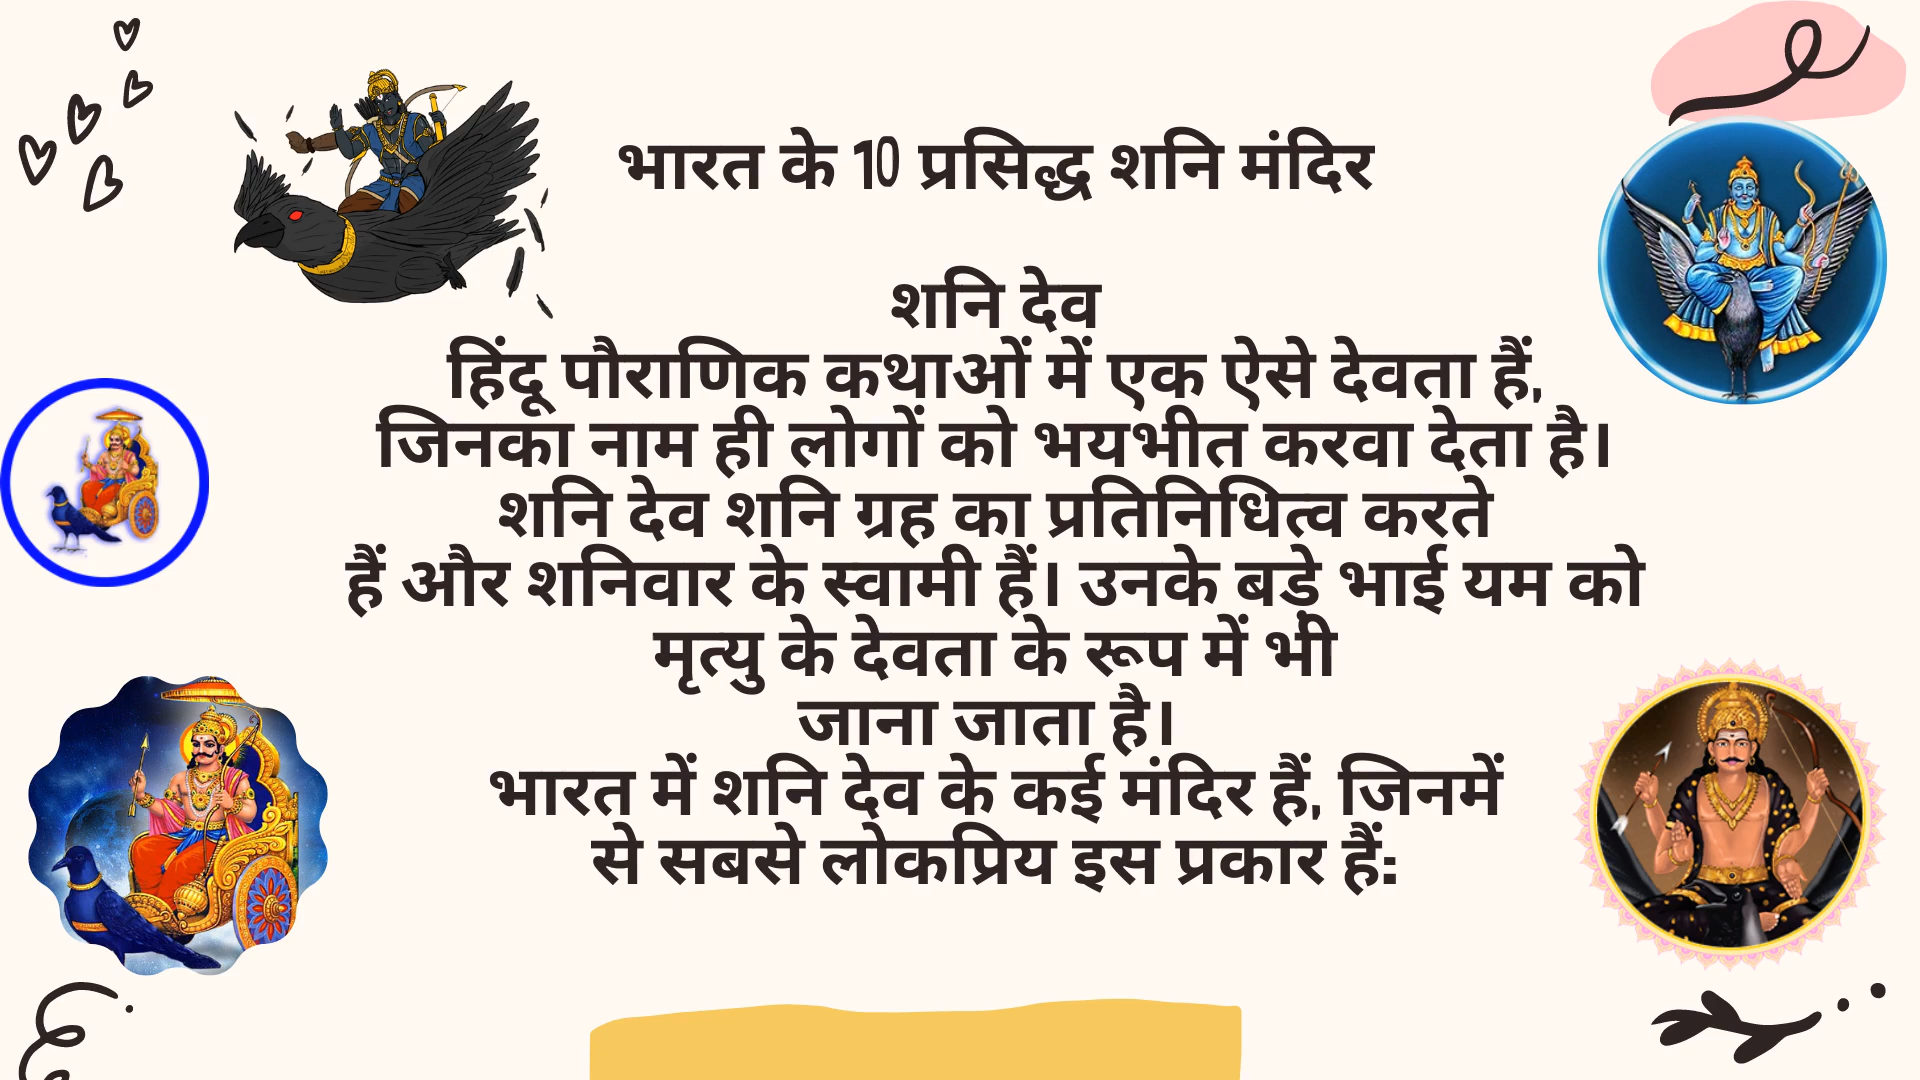 भारत के 10 प्रसिद्ध शनि मंदिर
शनि देव
हिंदू पौराणिक कथाओं में एक ऐसे देवता हैं,
जिनका नाम ही लोगों को भयभीत करवा देता है।
शनि देव शनि ग्रह का प्रतिनिधित्व करते
हैं और शनिवार के स्वामी हैं। उनके बड़े भाई यम को
मृत्यु के देवता के रूप में भी
जाना जाता है।
भारत में शनि देव के कई मंदिर हैं, जिनमें
से सबसे लोकप्रिय इस प्रकार हैं: